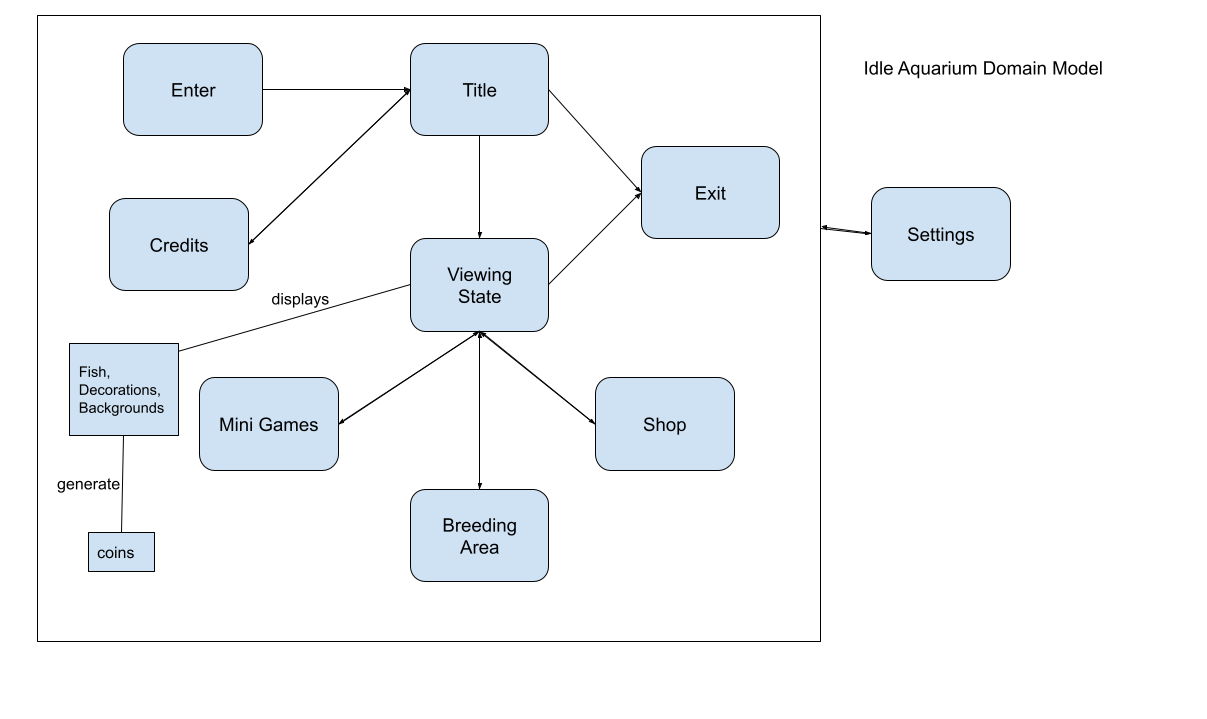 Idle Aquarium Domain Model
Enter
Title
Exit
Credits
Settings
Viewing
State
displays
Fish,
Decorations,
Backgrounds
Mini Games
Shop
generate
Breeding
Area
coins